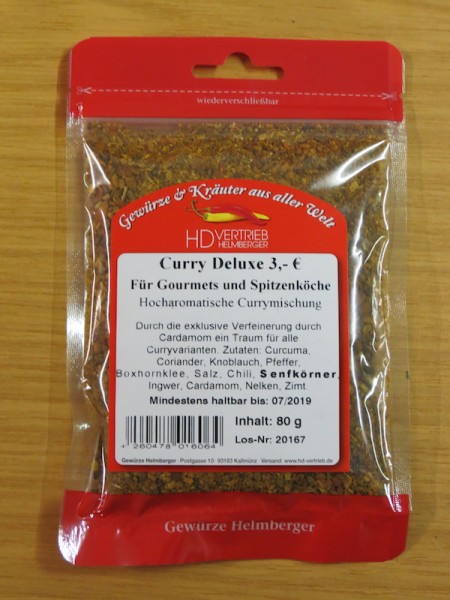 wiederverschließbar
Gewürze & Kräuter aus aller Welt
HD VERTRIEB
HELMBERGER
Curry Deluxe 3,- €
Für Gourmets und Spitzenköche
Hocharomatische Currymischung
Durch die exklusive Verfeinerung durch
Cardamom ein Traum für alle
Curryvarianten. Zutaten: Curcuma,
Coriander, Knoblauch, Pfeffer,
Boxhornklee, Salz, Chili, Senfkörner,
Ingwer, Cardamom, Nelken, Zimt.
Mindestens haltbar bis: 07/2019
Inhalt: 80 g
Los-Nr: 20167
4 260478 016064
Gewürze Helmberger · Postgasse 10 · 93183 Kallmünz · Versand: www.hd-vertrieb.de
Gewürze Helmberger